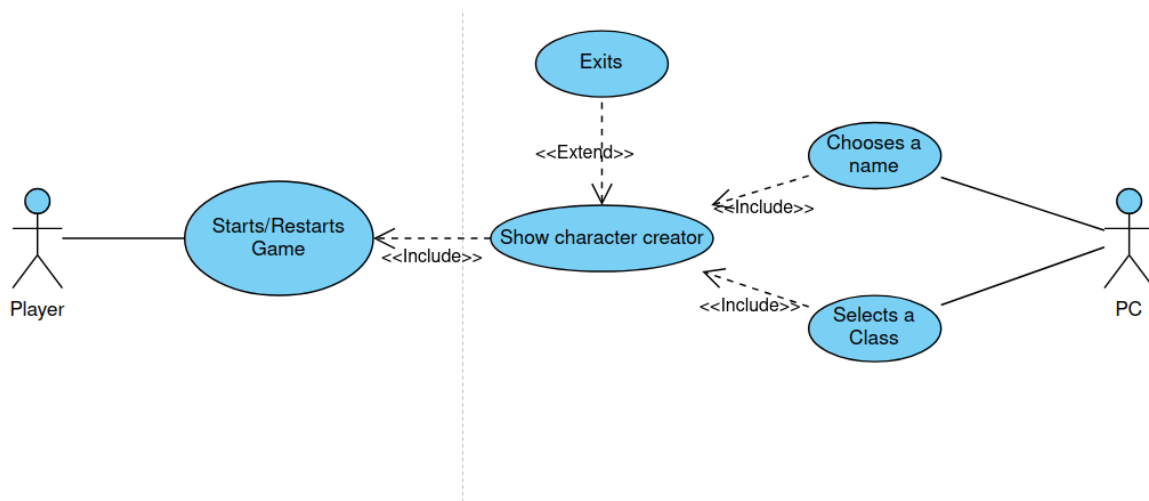 Exits
<<Extend>>
Chooses a
name
<<Include>>
Starts/Restarts
Game
<<Include>>
Show character creator
<<Include>>
Selects a
Class
Player
PC